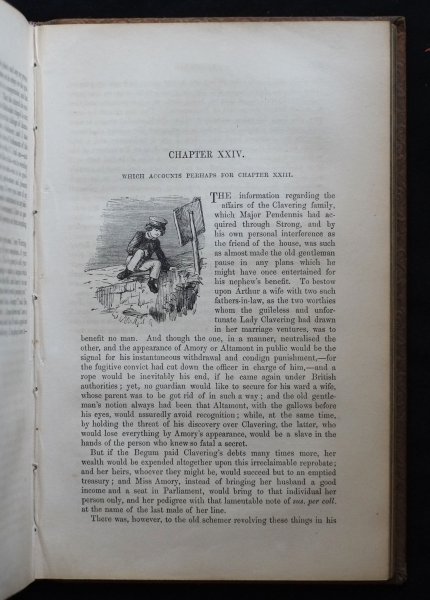 CHAPTER XXIV.
WHICH ACCOUNTS PERHAPS FOR CHAPTER XXIII.
THE information regarding the
affairs of the Clavering family,
which Major Pendennis had ac-
quired through Strong, and by
his own personal interference as
the friend of the house, was such
as almost made the old gentleman
pause in any plans which he
might have once entertained for
his nephew's benefit. To bestow
upon Arthur a wife with two such
fathers-in-law, as the two worthies
whom the guileless and unfor-
tunate Lady Clavering had drawn
in her marriage ventures, was to
benefit no man. And though the one, in a manner, neutralised the
other, and the appearance of Amory or Altamont in public would be the
signal for his instantaneous withdrawal and condign punishment,—for
the fugitive convict had cut down the officer in charge of him,—and a
rope would be inevitably his end, if he came again under British
authorities; yet, no guardian would like to secure for his ward a wife,
whose parent was to be got rid of in such a way; and the old gentle-
man's notion always had been that Altamont, with the gallows before
his eyes, would assuredly avoid recognition; while, at the same time,
by holding the threat of his discovery over Clavering, the latter, who
would lose everything by Amory's appearance, would be a slave in the
hands of the person who knew so fatal a secret.
But if the Begum paid Clavering's debts many times more, her
wealth would be expended altogether upon this irreclaimable reprobate;
and her heirs, whoever they might be, would succeed but to an emptied
treasury; and Miss Amory, instead of bringing her husband a good
income and a seat in Parliament, would bring to that individual her
person only, and her pedigree with that lamentable note of sus. per coll.
at the name of the last male of her line.
There was, however, to the old schemer revolving these things in his